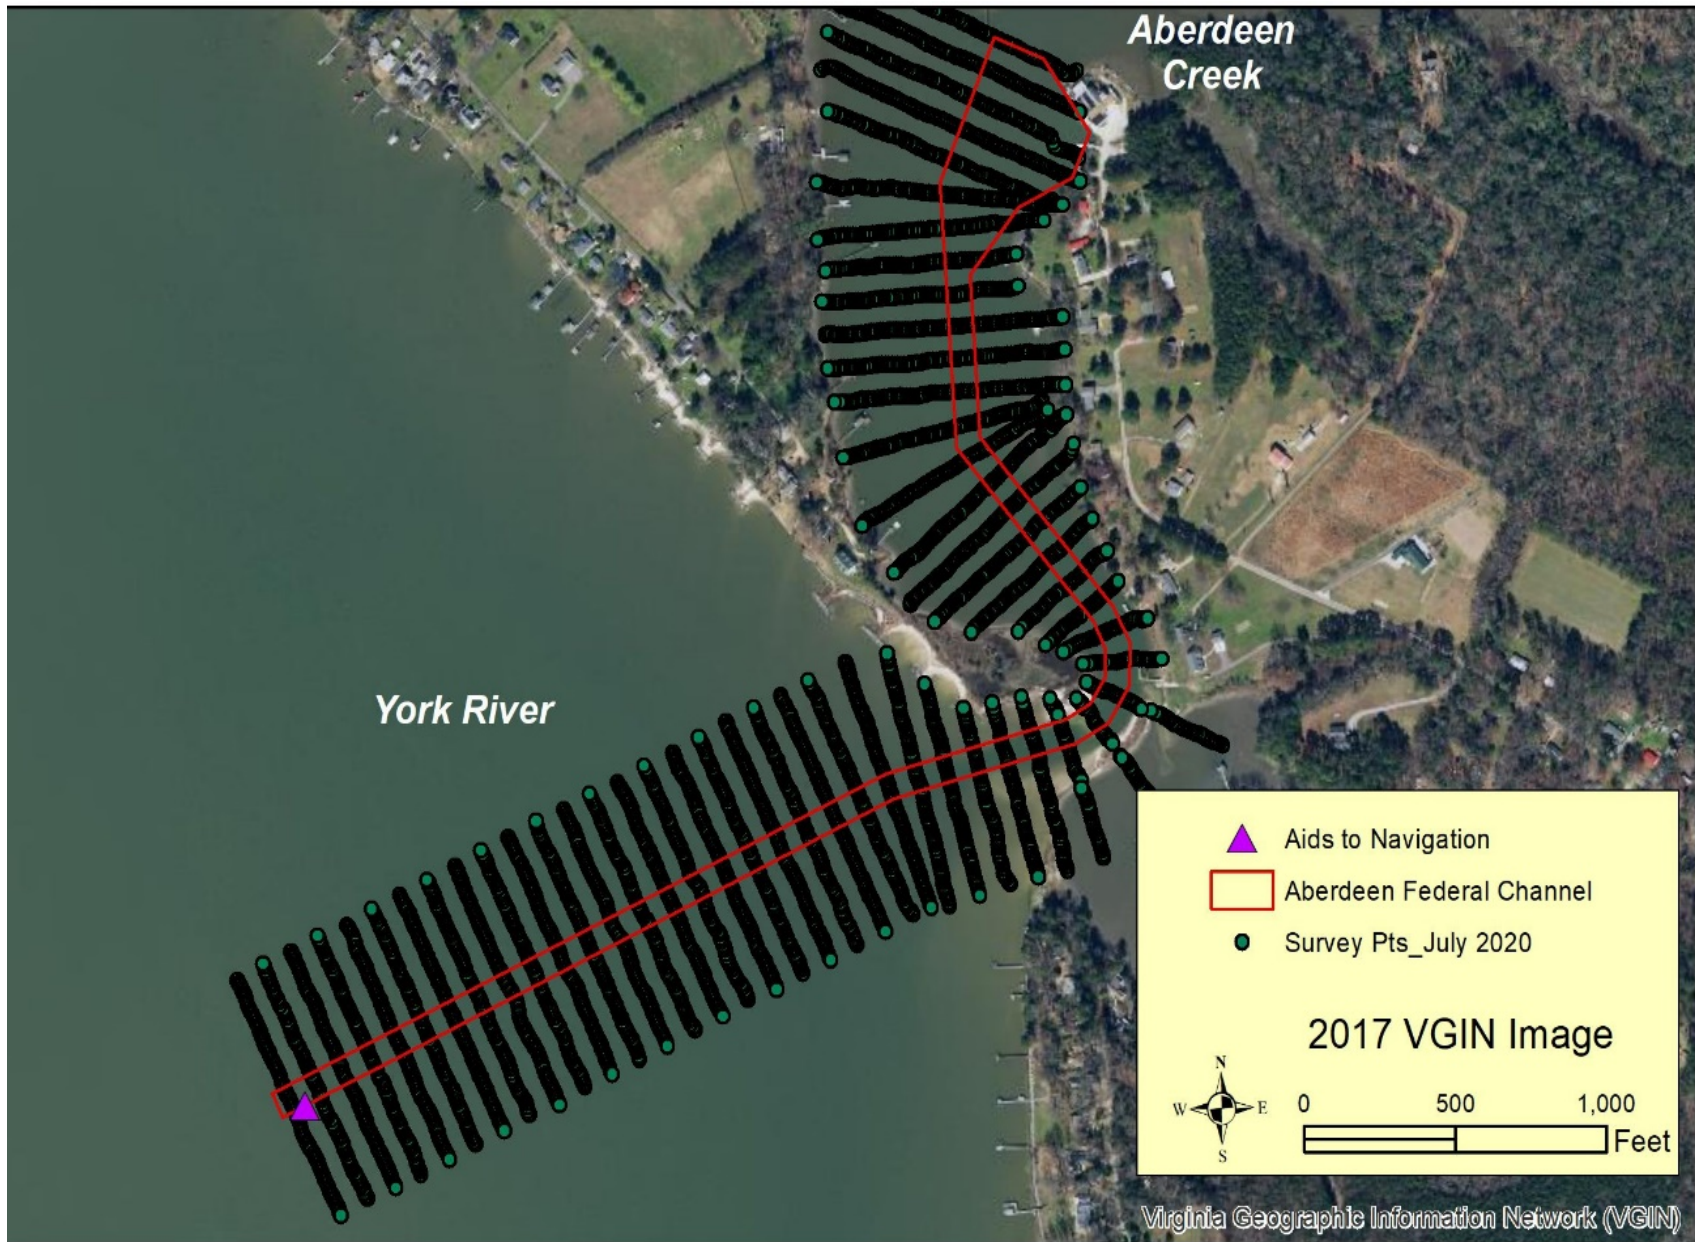 Aberdeen
Creek
York River
Aids to Navigation
Aberdeen Federal Channel
Survey Pts_July 2020
2017 VGIN Image
N
W E
S
0 500 1,000
Feet
Virginia Geographic Information Network (VGIN)